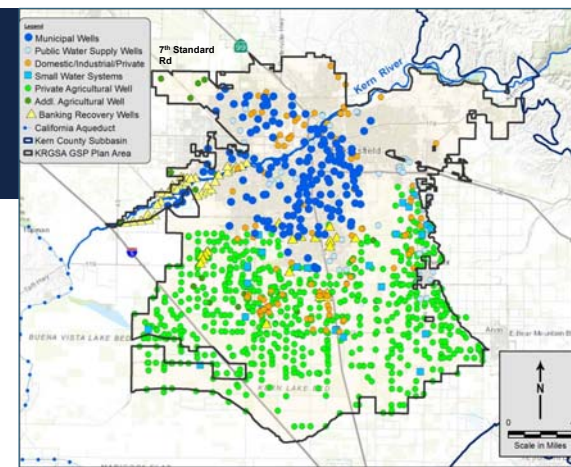 Legend
Municipal Wells
Public Water Supply Wells
Domestic/Industrial/Private
Small Water Systems
Private Agricultural Well
Addl. Agricultural Well
Banking Recovery Wells
California Aqueduct
Kern County Subbasin
KRGSA GSP Plan Area
7th Standard
Rd
99
Kern River
5
119
BUENA VISTA LAKE BED
KERN LAKE BED
Arvin
N
0
Scale in Miles